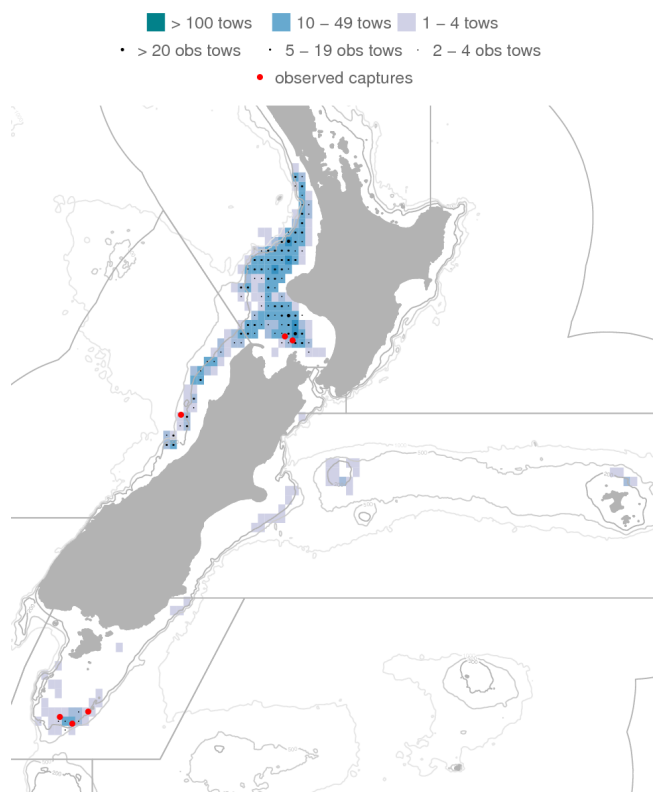 > 100 tows 10 – 49 tows 1 – 4 tows
> 20 obs tows 5 – 19 obs tows 2 – 4 obs tows
observed captures